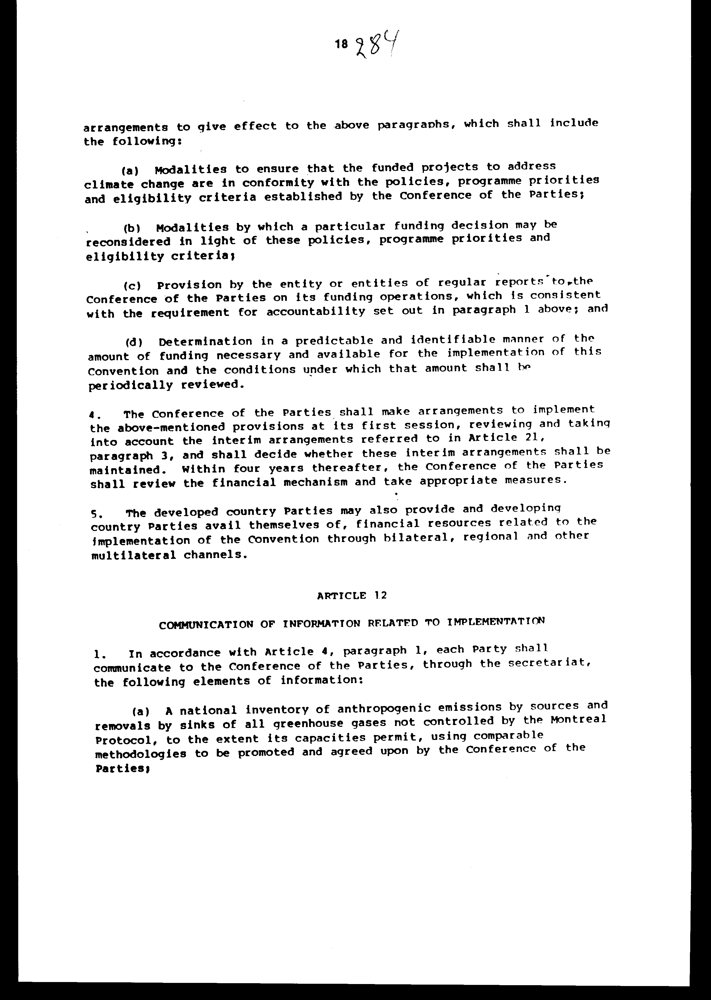 18 284
arrangements to give effect to the above paragraphs, which shall include
the following:
(a) Modalities to ensure that the funded projects to address
climate change are in conformity with the policies, programme priorities
and eligibility criteria established by the Conference of the Parties;
(b) Modalities by which a particular funding decision may be
reconsidered in light of these policies, programme priorities and
eligibility criteria;
(c) Provision by the entity or entities of regular reports to the
Conference of the Parties on its funding operations, which is consistent
with the requirement for accountability set out in paragraph 1 above; and
(d) Determination in a predictable and identifiable manner of the
amount of funding necessary and available for the implementation of this
Convention and the conditions under which that amount shall be
periodically reviewed.
4. The Conference of the Parties shall make arrangements to implement
the above-mentioned provisions at its first session, reviewing and taking
into account the interim arrangements referred to in Article 21,
paragraph 3, and shall decide whether these interim arrangements shall be
maintained. Within four years thereafter, the Conference of the Parties
shall review the financial mechanism and take appropriate measures.
5. The developed country Parties may also provide and developing
country Parties avail themselves of, financial resources related to the
implementation of the Convention through bilateral, regional and other
multilateral channels.
ARTICLE 12
COMMUNICATION OF INFORMATION RELATED TO IMPLEMENTATION
1. In accordance with Article 4, paragraph 1, each Party shall
communicate to the Conference of the Parties, through the secretariat,
the following elements of information:
(a) A national inventory of anthropogenic emissions by sources and
removals by sinks of all greenhouse gases not controlled by the Montreal
Protocol, to the extent its capacities permit, using comparable
methodologies to be promoted and agreed upon by the Conference of the
Parties;